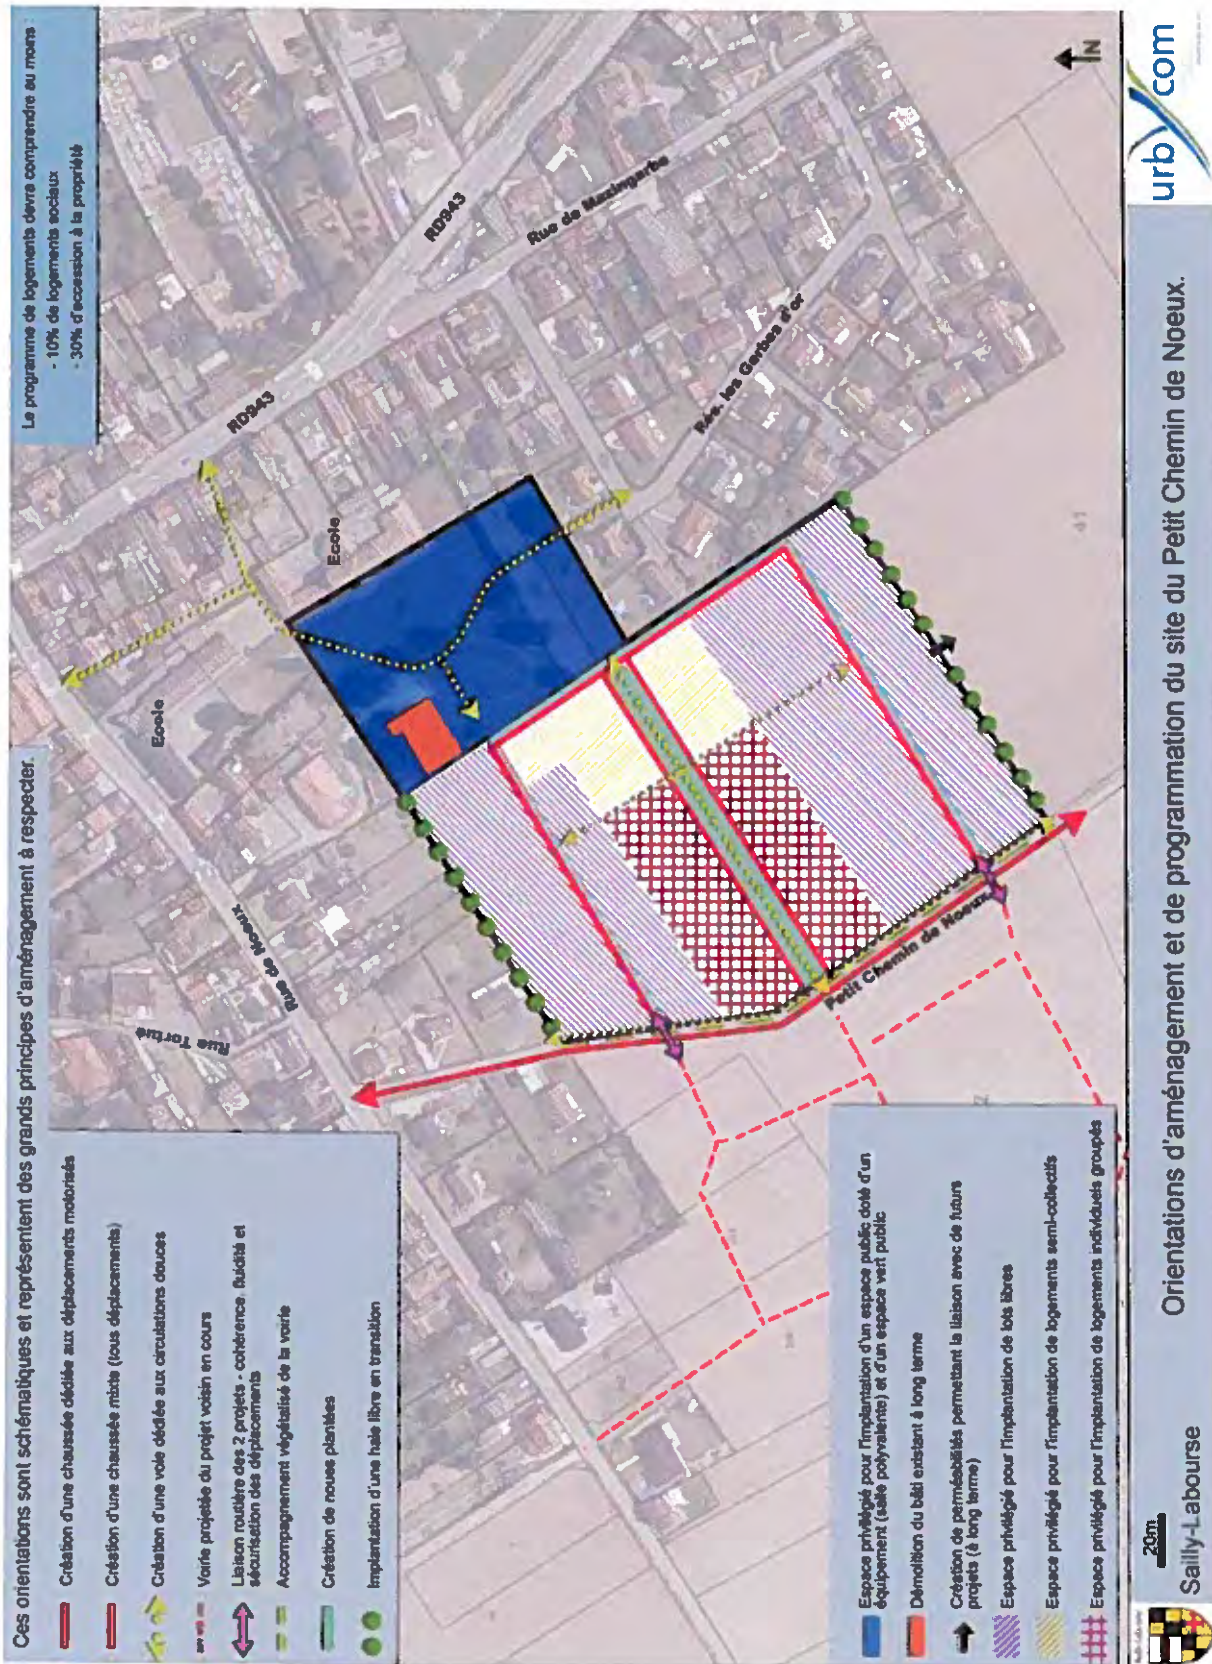 Ces orientations sont schématiques et représentent des grands principes d'aménagement à respecter.
Création d'une chaussée dédiée aux déplacements motorisés
Création d'une chaussée mixte (tous déplacements)
Création d'une voie dédiée aux circulations douces
Voirie projetée du projet voisin en cours
Liaison routière des 2 projets - cohérence, fluidité et
sécurisation des déplacements
Accompagnement végétalisé de la voirie
Création de noues plantées
Implantation d'une haie libre en transition
Le programme de logements devra comprendre au moins :
- 10% de logements sociaux
- 30% d'accession à la propriété
RD943
RD943
Rue de Mazingarbe
Rés. les Gerbes d'or
Ecole
Ecole
Rue de Noeux
Rue Tortue
Petit Chemin de Noeux
41
N
Espace privilégié pour l'implantation d'un espace public doté d'un
équipement (salle polyvalente) et d'un espace vert public
Démolition du bâti existant à long terme
Création de perméabilités permettant la liaison avec de futurs
projets (à long terme)
Espace privilégié pour l'implantation de lots libres
Espace privilégié pour l'implantation de logements semi-collectifs
Espace privilégié pour l'implantation de logements individuels groupés
20m
Sailly-Labourse
Orientations d'aménagement et de programmation du site du Petit Chemin de Noeux.
urbycom